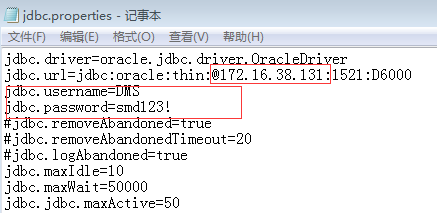 jdbc.properties - 记事本
文件(F) 编辑(E) 格式(O) 查看(V) 帮助(H)
jdbc.driver=oracle.jdbc.driver.OracleDriver
jdbc.url=jdbc:oracle:thin:@172.16.38.131:1521:D6000
jdbc.username=DMS
jdbc.password=smd123!
#jdbc.removeAbandoned=true
#jdbc.removeAbandonedTimeout=20
#jdbc.logAbandoned=true
jdbc.maxIdle=10
jdbc.maxWait=50000
jdbc.jdbc.maxActive=50